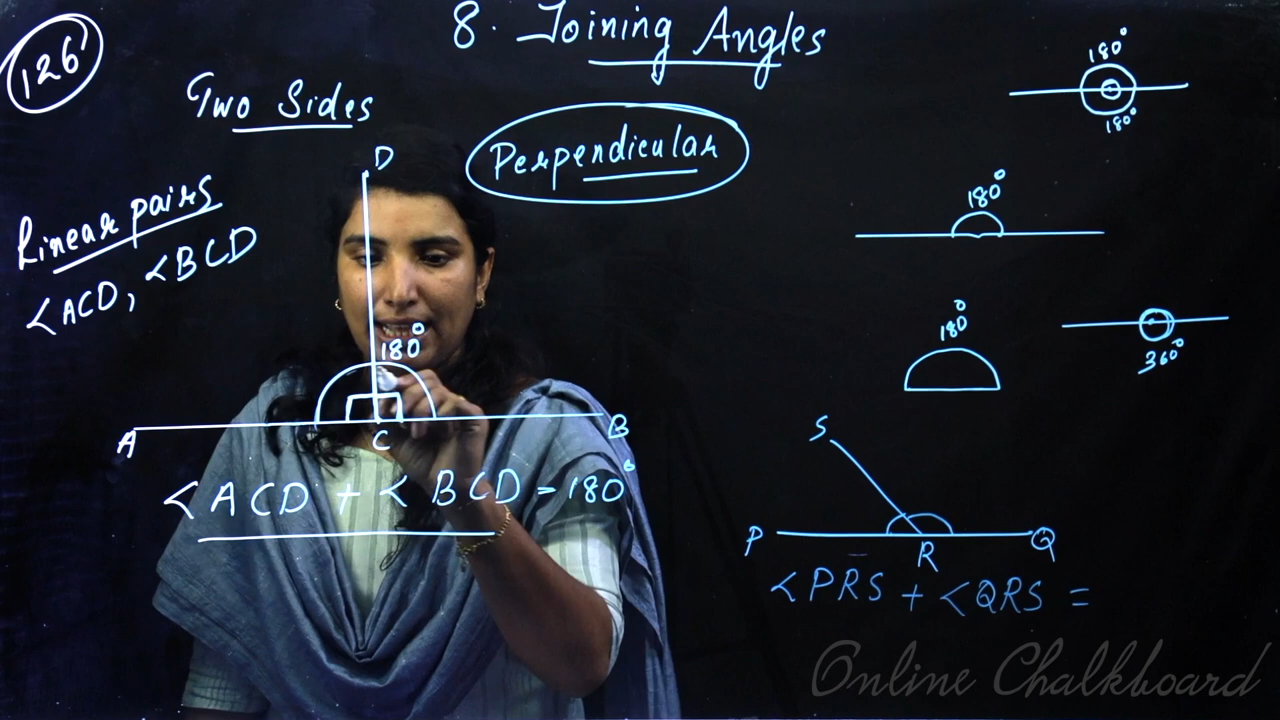 126
8. Joining Angles
Two Sides
Perpendicular
Linear pairs
<ACD, <BCD
D
180°
A
C
B
<ACD + <BCD = 180°
180°
180°
180°
180°
360°
S
P
R
Q
<PRS + <QRS =
Online Chalkboard